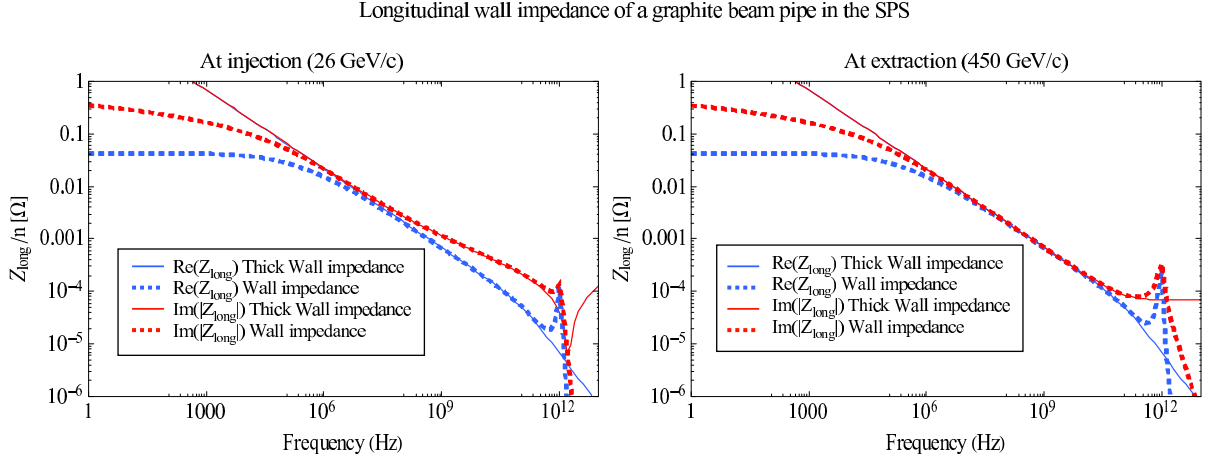 Longitudinal wall impedance of a graphite beam pipe in the SPS
At injection (26 GeV/c)
Z_long/n [Ω]
1
0.1
0.01
0.001
10^-4
10^-5
10^-6
Re(Z_long) Thick Wall impedance
Re(Z_long) Wall impedance
Im(|Z_long|) Thick Wall impedance
Im(|Z_long|) Wall impedance
1 1000 10^6 10^9 10^12
Frequency (Hz)
At extraction (450 GeV/c)
Z_long/n [Ω]
1
0.1
0.01
0.001
10^-4
10^-5
10^-6
Re(Z_long) Thick Wall impedance
Re(Z_long) Wall impedance
Im(|Z_long|) Thick Wall impedance
Im(|Z_long|) Wall impedance
1 1000 10^6 10^9 10^12
Frequency (Hz)